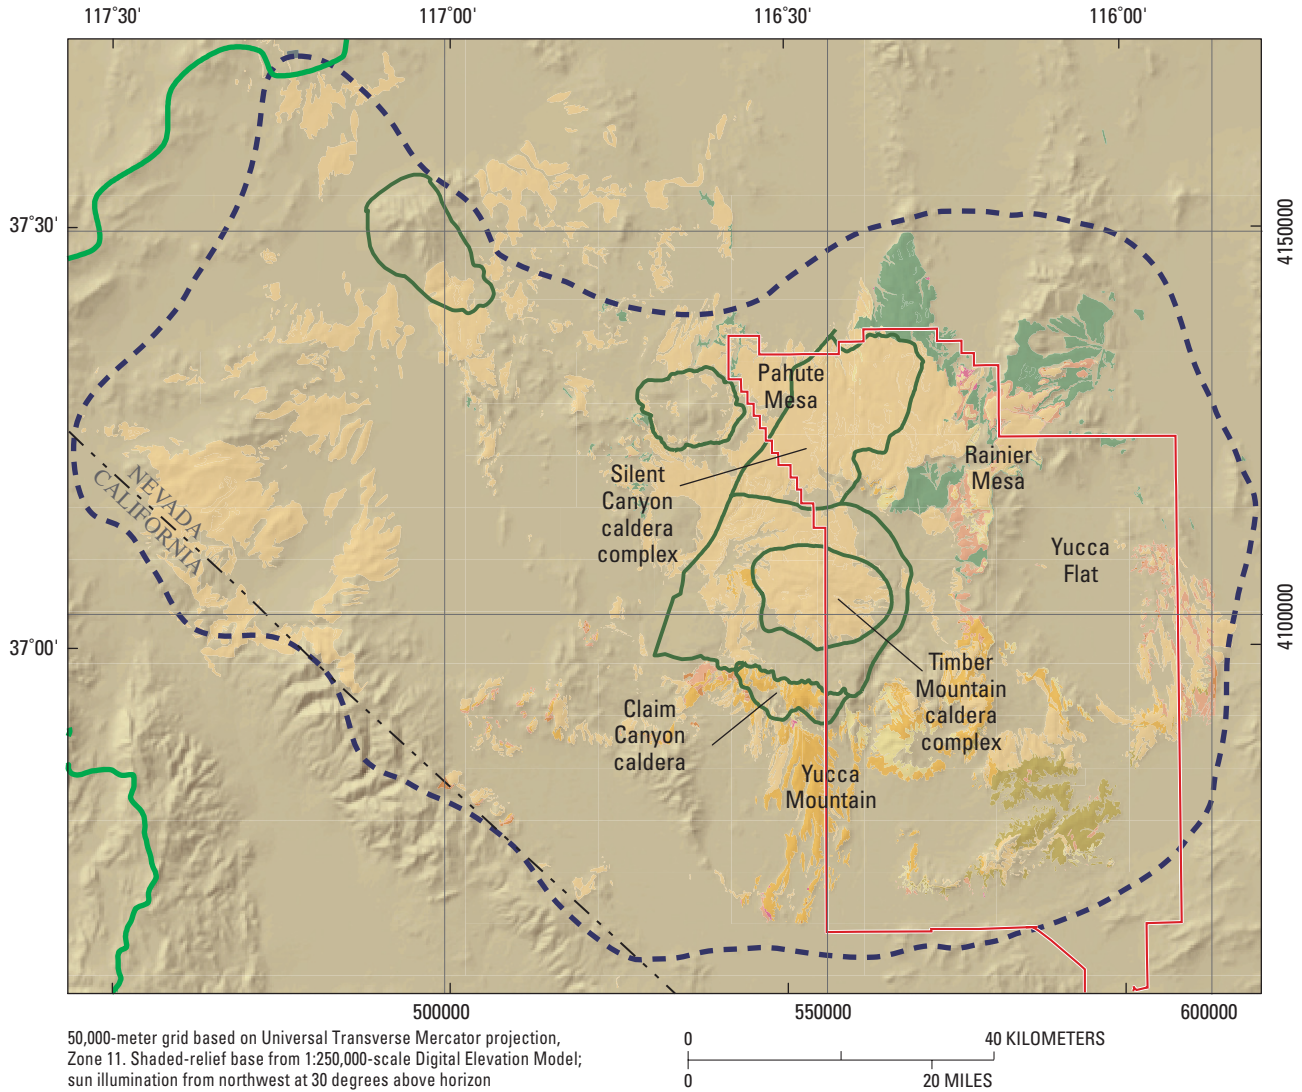 117˚30'
117˚00'
116˚30'
116˚00'
37˚30'
4150000
Pahute
Mesa
Rainier
Mesa
Silent
Canyon
caldera
complex
NEVADA
CALIFORNIA
Yucca
Flat
4100000
37˚00'
Timber
Mountain
caldera
complex
Claim
Canyon
caldera
Yucca
Mountain
500000
550000
600000
50,000-meter grid based on Universal Transverse Mercator projection,
Zone 11. Shaded-relief base from 1:250,000-scale Digital Elevation Model;
sun illumination from northwest at 30 degrees above horizon
0
40 KILOMETERS
0
20 MILES